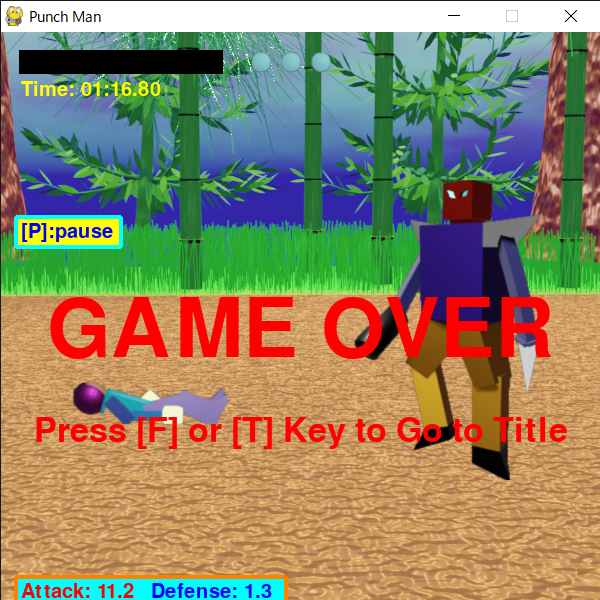 Punch Man
Time: 01:16.80
[P]:pause
GAME OVER
Press [F] or [T] Key to Go to Title
Attack: 11.2 Defense: 1.3